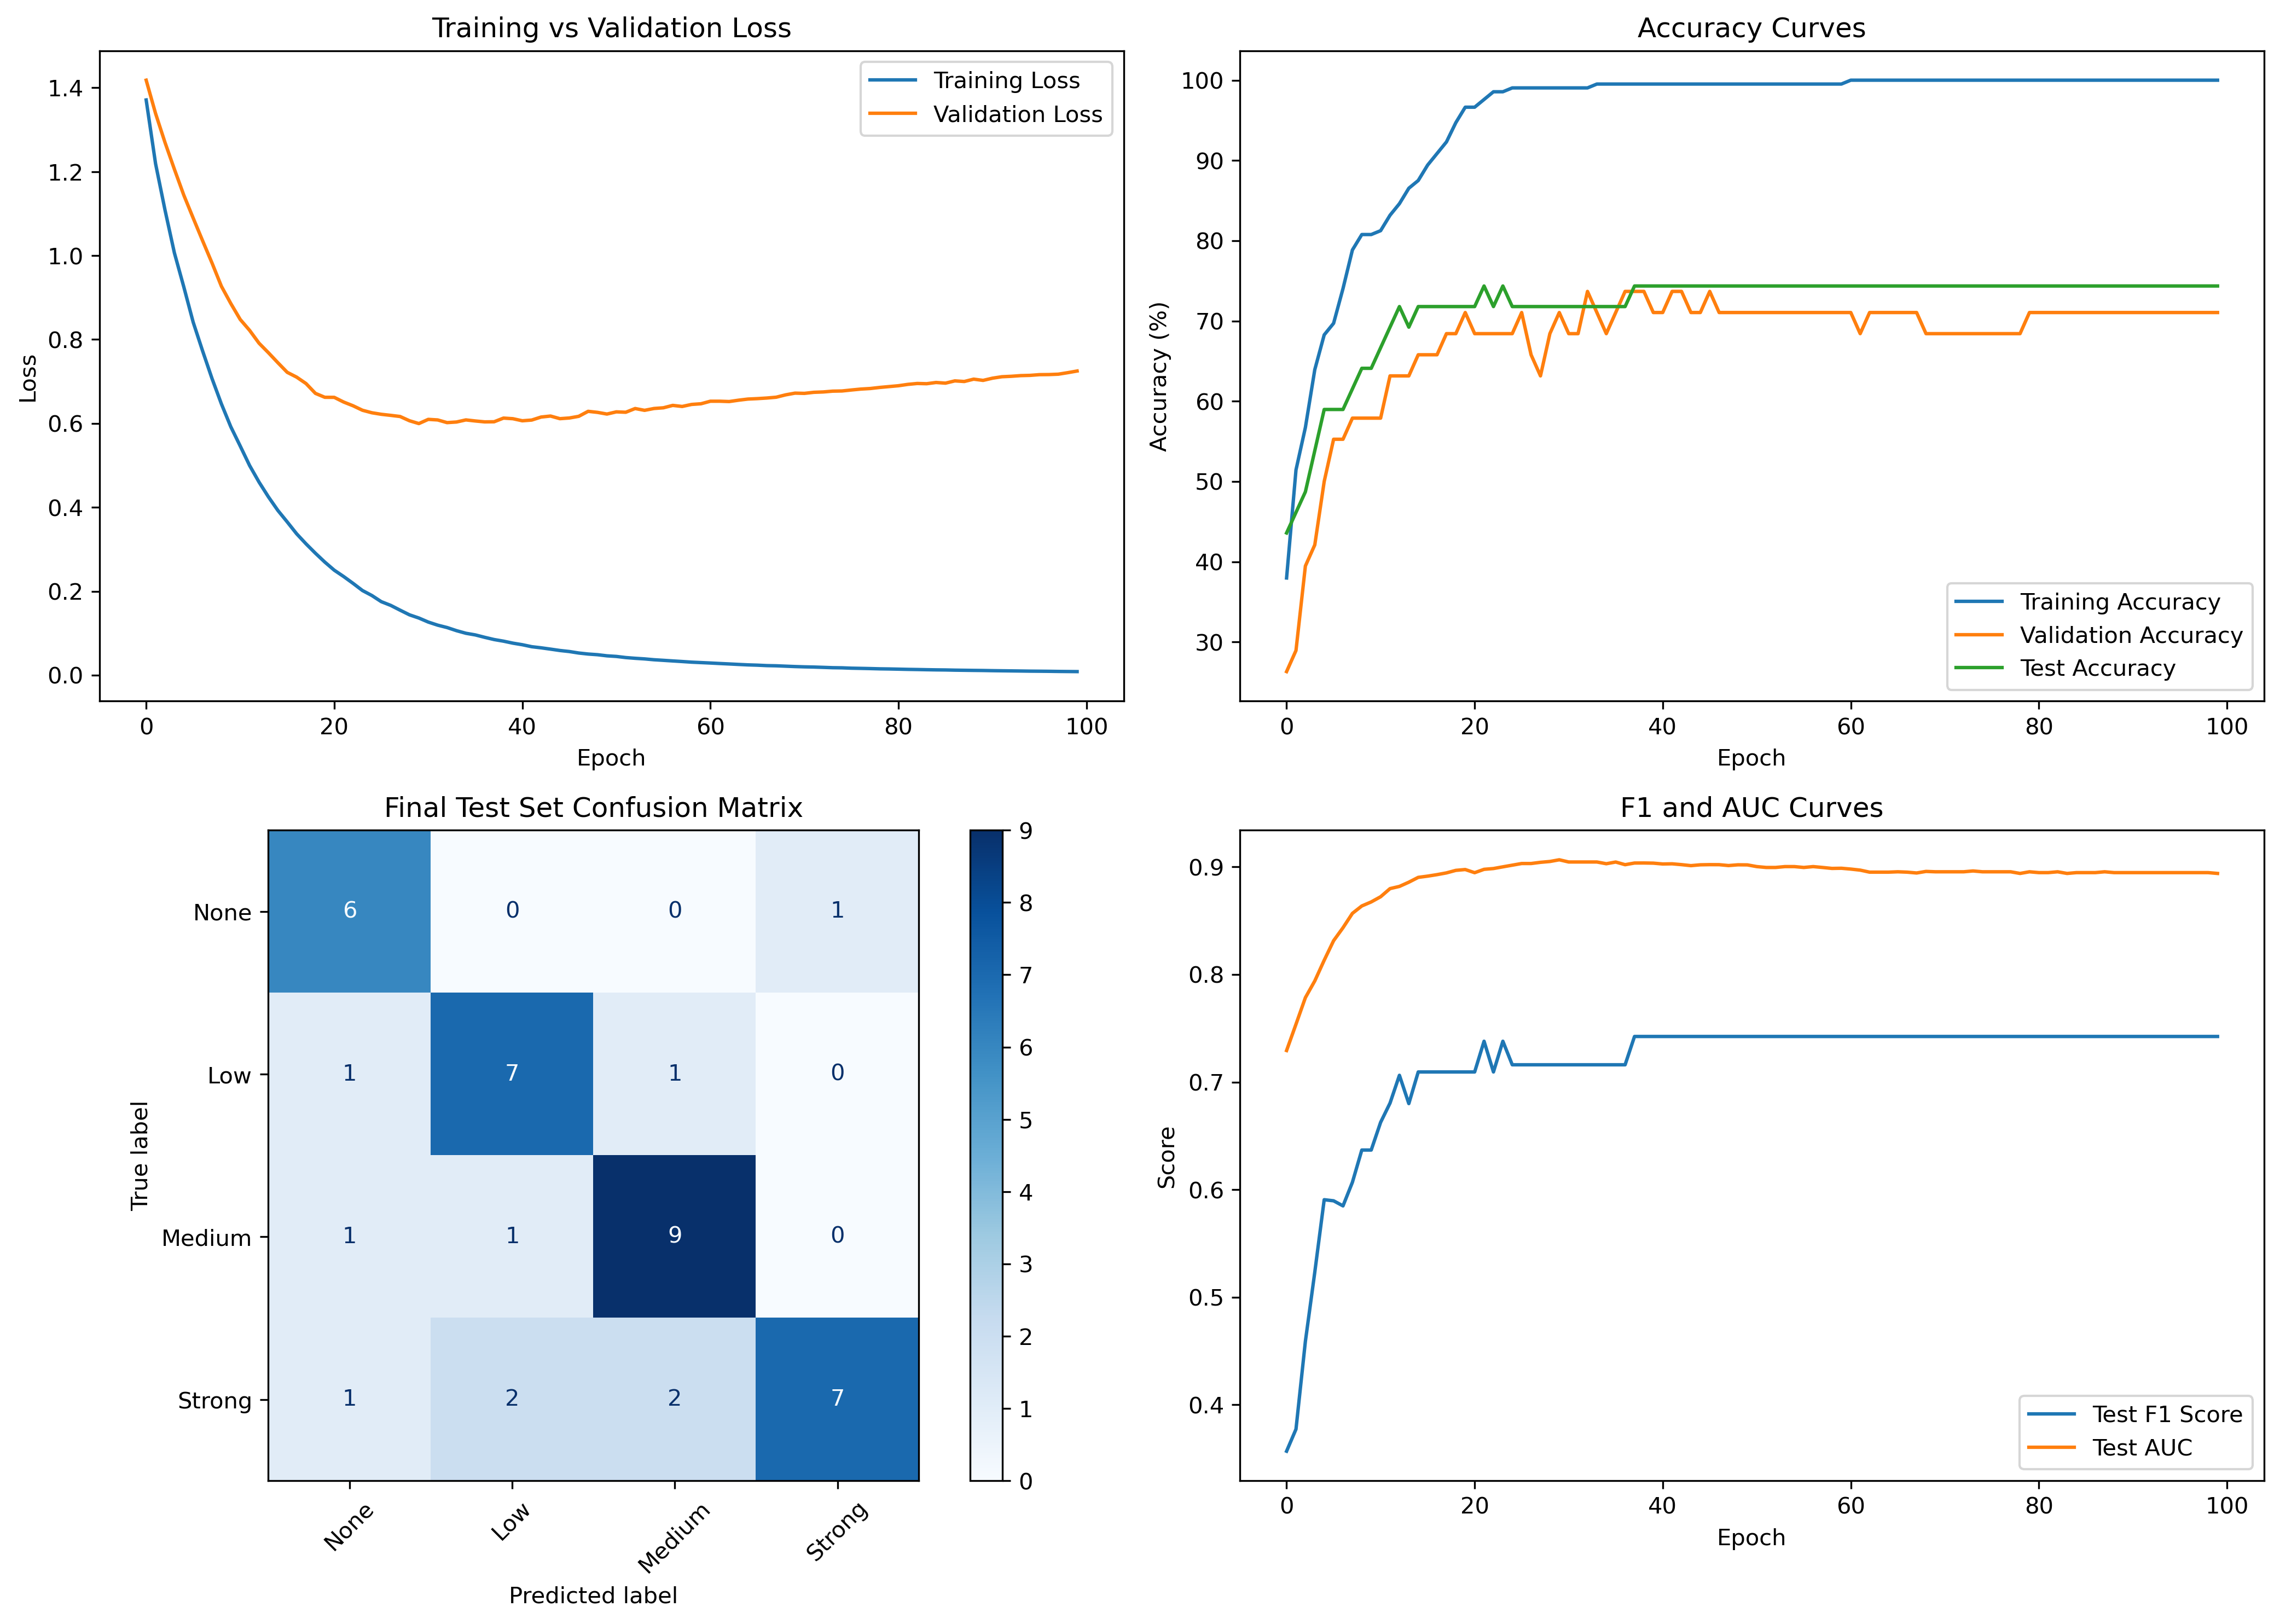 Training vs Validation Loss
1.4
1.2
1.0
0.8
0.6
0.4
0.2
0.0
Loss
0 20 40 60 80 100
Epoch
Training Loss
Validation Loss
Accuracy Curves
100
90
80
70
60
50
40
30
Accuracy (%)
0 20 40 60 80 100
Epoch
Training Accuracy
Validation Accuracy
Test Accuracy
Final Test Set Confusion Matrix
True label
None 6 0 0 1
Low 1 7 1 0
Medium 1 1 9 0
Strong 1 2 2 7
None Low Medium Strong
Predicted label
9
8
7
6
5
4
3
2
1
0
F1 and AUC Curves
0.9
0.8
0.7
0.6
0.5
0.4
Score
0 20 40 60 80 100
Epoch
Test F1 Score
Test AUC